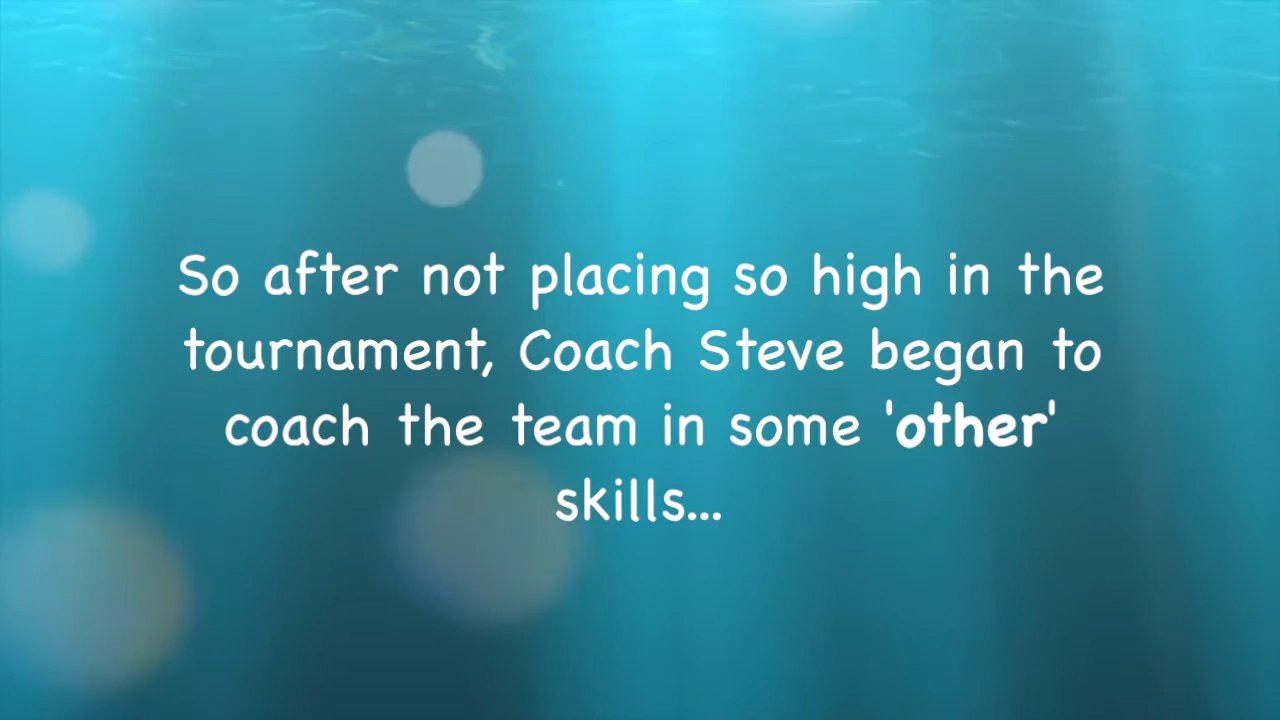 So after not placing so high in the
tournament, Coach Steve began to
coach the team in some 'other'
skills...